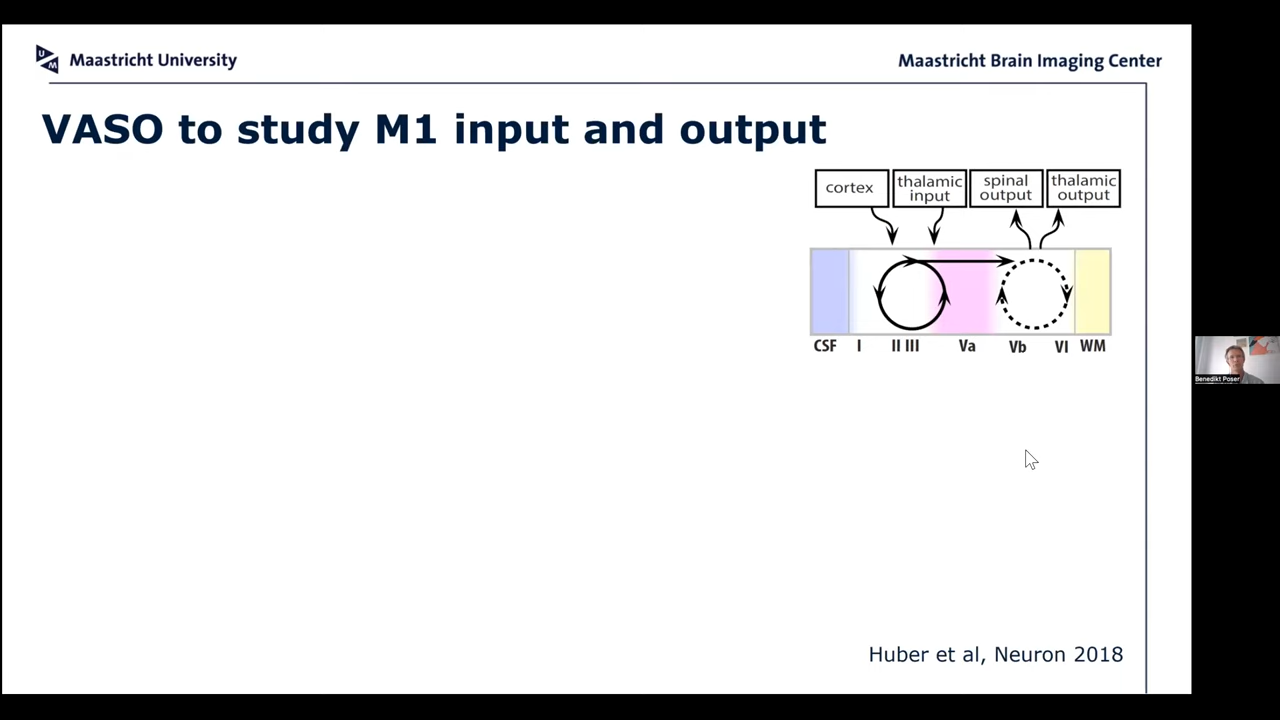 U
M
Maastricht University
Maastricht Brain Imaging Center
VASO to study M1 input and output
cortex
thalamic
input
spinal
output
thalamic
output
CSF I II III Va Vb VI WM
Benedikt Poser
Huber et al, Neuron 2018